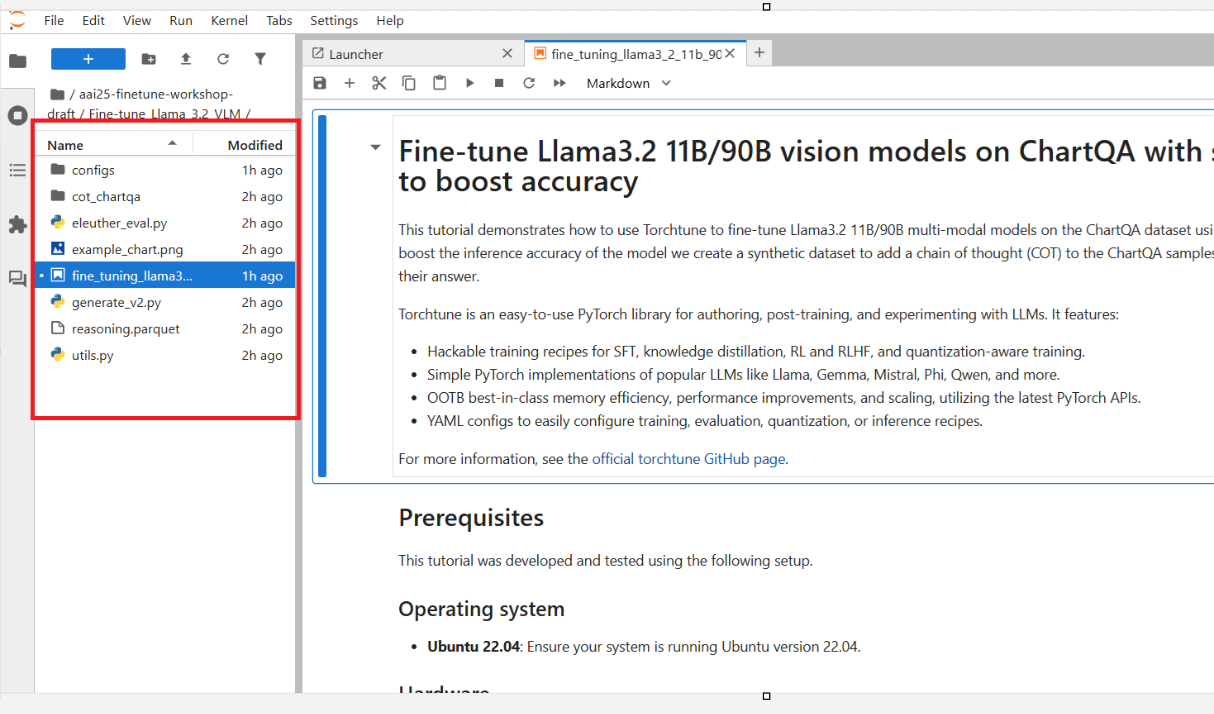 File Edit View Run Kernel Tabs Settings Help
/ aai25-finetune-workshop-
draft / Fine-tune_Llama_3.2_VLM /
Name Modified
configs 1h ago
cot_chartqa 2h ago
eleuther_eval.py 2h ago
example_chart.png 2h ago
fine_tuning_llama3... 1h ago
generate_v2.py 2h ago
reasoning.parquet 2h ago
utils.py 2h ago
Launcher
fine_tuning_llama3_2_11b_90
Markdown
Fine-tune Llama3.2 11B/90B vision models on ChartQA with
to boost accuracy
This tutorial demonstrates how to use Torchtune to fine-tune Llama3.2 11B/90B multi-modal models on the ChartQA dataset usi
boost the inference accuracy of the model we create a synthetic dataset to add a chain of thought (COT) to the ChartQA samples
their answer.
Torchtune is an easy-to-use PyTorch library for authoring, post-training, and experimenting with LLMs. It features:
• Hackable training recipes for SFT, knowledge distillation, RL and RLHF, and quantization-aware training.
• Simple PyTorch implementations of popular LLMs like Llama, Gemma, Mistral, Phi, Qwen, and more.
• OOTB best-in-class memory efficiency, performance improvements, and scaling, utilizing the latest PyTorch APIs.
• YAML configs to easily configure training, evaluation, quantization, or inference recipes.
For more information, see the official torchtune GitHub page.
Prerequisites
This tutorial was developed and tested using the following setup.
Operating system
• Ubuntu 22.04: Ensure your system is running Ubuntu version 22.04.
Hardware